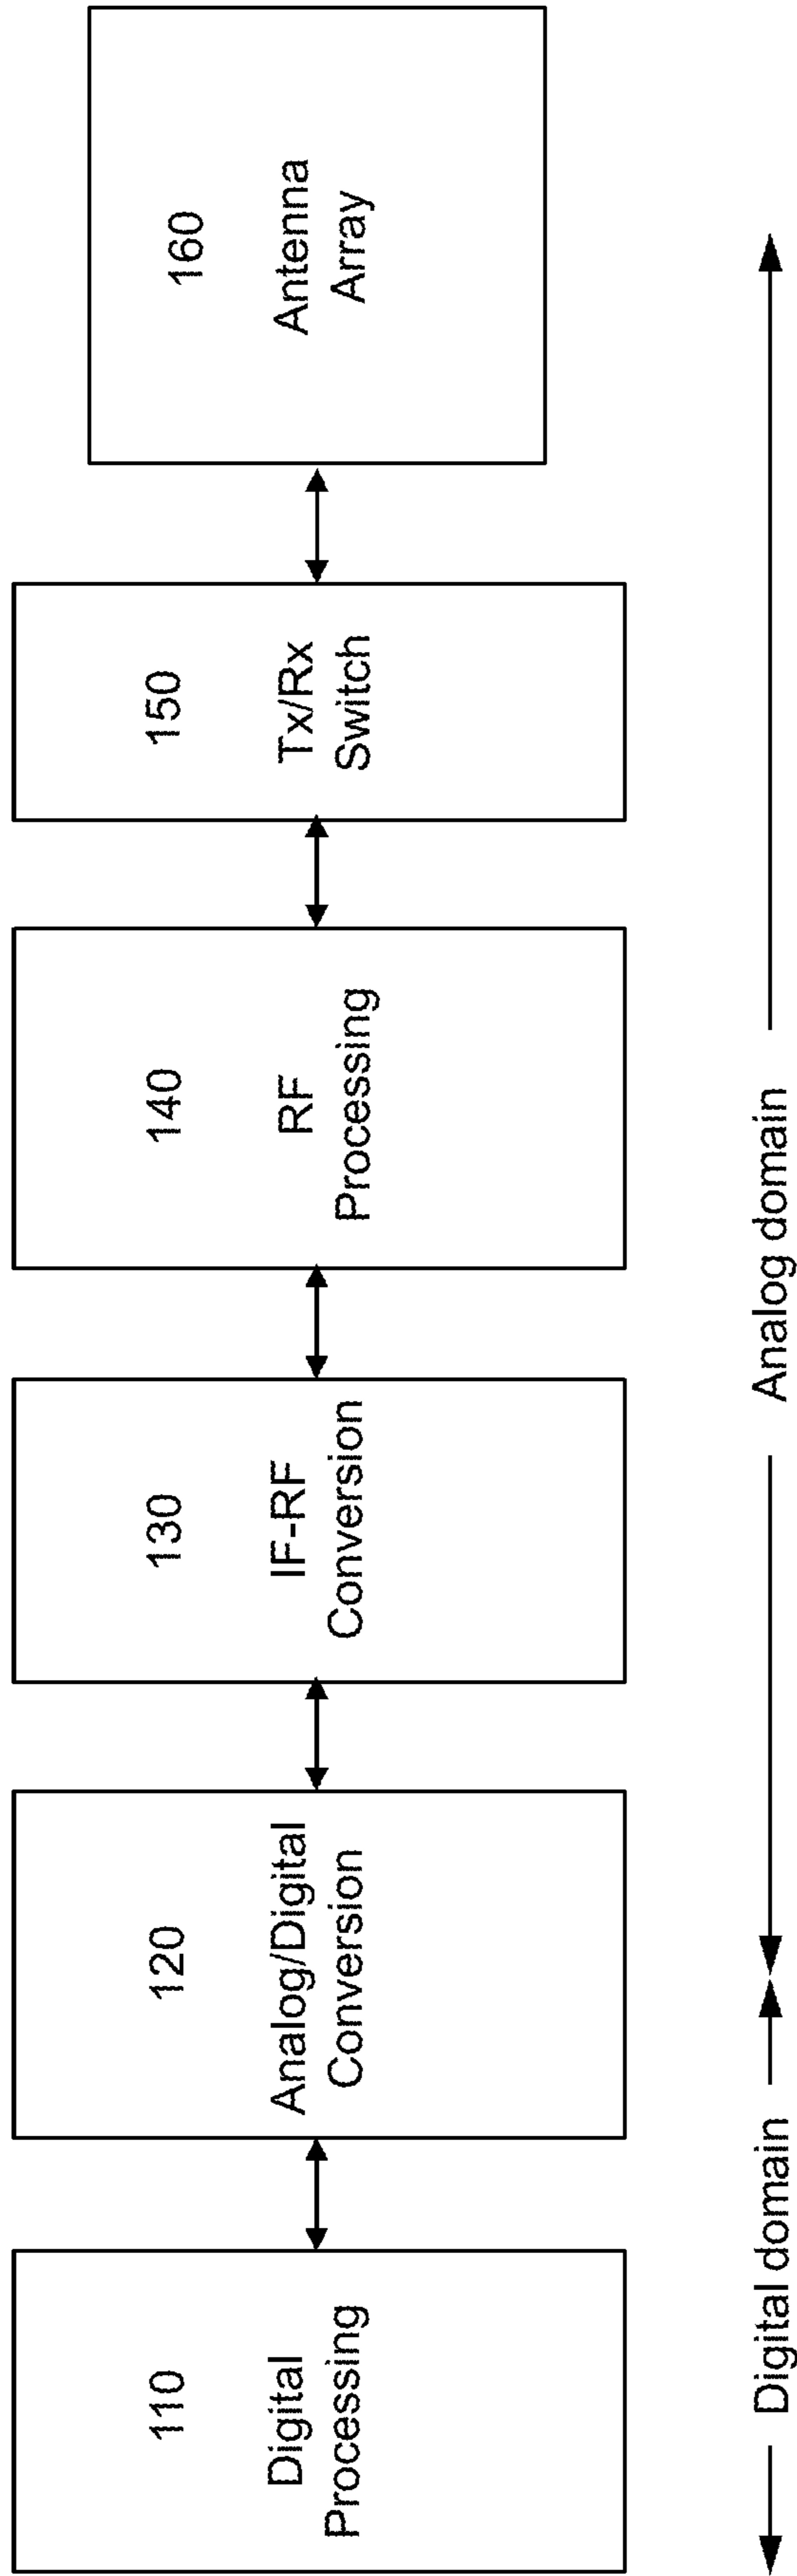 110
Digital
Processing
120
Analog/Digital
Conversion
130
IF-RF
Conversion
140
RF
Processing
150
Tx/Rx
Switch
160
Antenna
Array
Digital domain
Analog domain